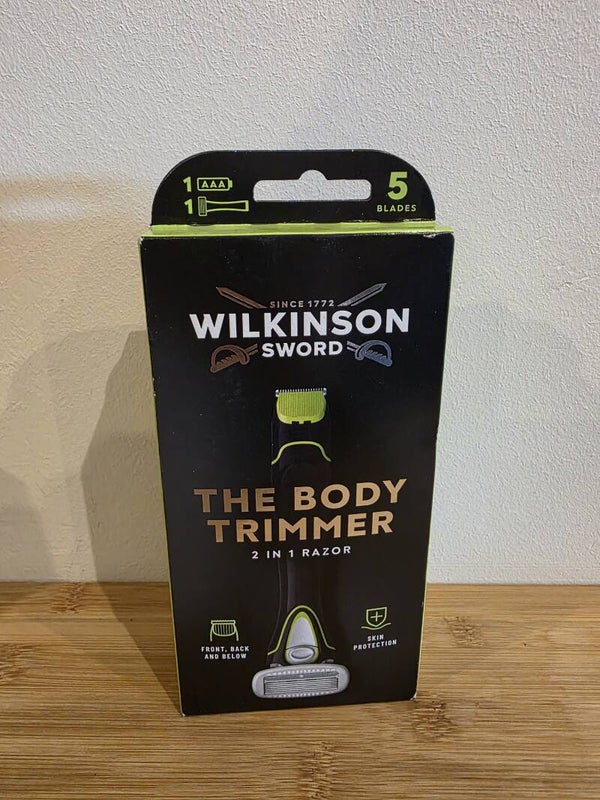 1 AAA
1
5
BLADES
SINCE 1772
WILKINSON
SWORD
THE BODY
TRIMMER
2 IN 1 RAZOR
FRONT, BACK
AND BELOW
SKIN
PROTECTION